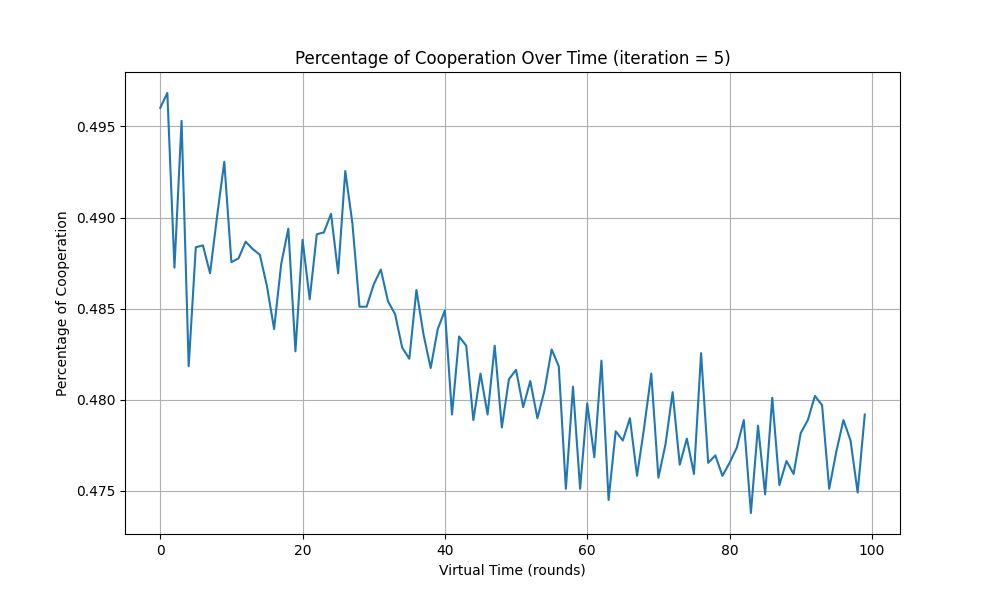 Percentage of Cooperation Over Time (iteration = 5)
Percentage of Cooperation
0.495
0.490
0.485
0.480
0.475
0 20 40 60 80 100
Virtual Time (rounds)